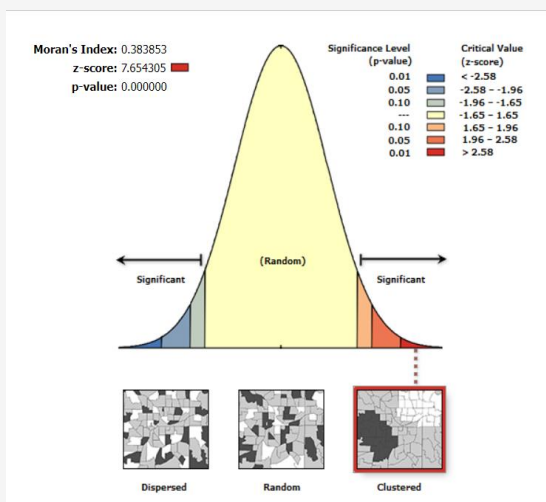 Moran's Index: 0.383853
z-score: 7.654305
p-value: 0.000000
Significance Level
(p-value)
Critical Value
(z-score)
0.01 < -2.58
0.05 -2.58 – -1.96
0.10 -1.96 – -1.65
--- -1.65 – 1.65
0.10 1.65 – 1.96
0.05 1.96 – 2.58
0.01 > 2.58
Significant
(Random)
Significant
Dispersed
Random
Clustered